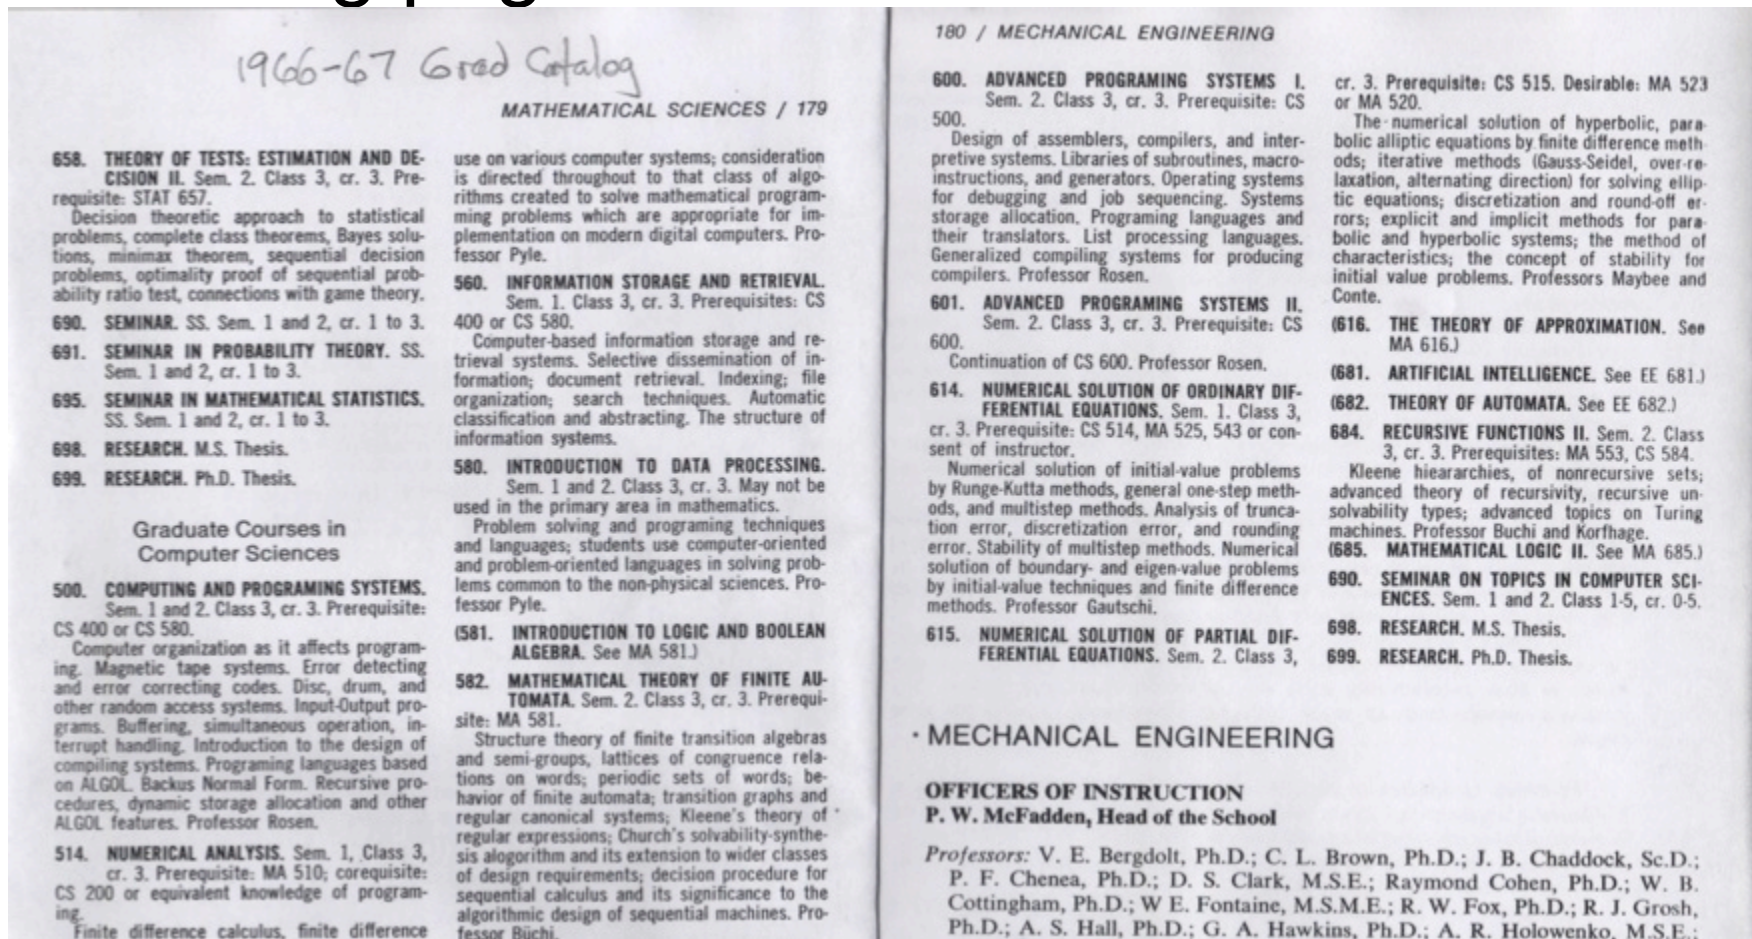 1966-67 Grad Catalog
MATHEMATICAL SCIENCES / 179
658. THEORY OF TESTS: ESTIMATION AND DE-
CISION II. Sem. 2. Class 3, cr. 3. Pre-
requisite: STAT 657.
Decision theoretic approach to statistical
problems, complete class theorems, Bayes solu-
tions, minimax theorem, sequential decision
problems, optimality proof of sequential prob-
ability ratio test, connections with game theory.
690. SEMINAR. SS. Sem. 1 and 2, cr. 1 to 3.
691. SEMINAR IN PROBABILITY THEORY. SS.
Sem. 1 and 2, cr. 1 to 3.
695. SEMINAR IN MATHEMATICAL STATISTICS.
SS. Sem. 1 and 2, cr. 1 to 3.
698. RESEARCH. M.S. Thesis.
699. RESEARCH. Ph.D. Thesis.
Graduate Courses in
Computer Sciences
500. COMPUTING AND PROGRAMING SYSTEMS.
Sem. 1 and 2. Class 3, cr. 3. Prerequisite:
CS 400 or CS 580.
Computer organization as it affects program-
ing. Magnetic tape systems. Error detecting
and error correcting codes. Disc, drum, and
other random access systems. Input-Output pro-
grams. Buffering, simultaneous operation, in-
terrupt handling. Introduction to the design of
compiling systems. Programing languages based
on ALGOL. Backus Normal Form. Recursive pro-
cedures, dynamic storage allocation and other
ALGOL features. Professor Rosen.
514. NUMERICAL ANALYSIS. Sem. 1, Class 3,
cr. 3. Prerequisite: MA 510; corequisite:
CS 200 or equivalent knowledge of program-
ing.
Finite difference calculus, finite difference
use on various computer systems; consideration
is directed throughout to that class of algo-
rithms created to solve mathematical program-
ming problems which are appropriate for im-
plementation on modern digital computers. Pro-
fessor Pyle.
560. INFORMATION STORAGE AND RETRIEVAL.
Sem. 1. Class 3, cr. 3. Prerequisites: CS
400 or CS 580.
Computer-based information storage and re-
trieval systems. Selective dissemination of in-
formation; document retrieval. Indexing; file
organization; search techniques. Automatic
classification and abstracting. The structure of
information systems.
580. INTRODUCTION TO DATA PROCESSING.
Sem. 1 and 2. Class 3, cr. 3. May not be
used in the primary area in mathematics.
Problem solving and programing techniques
and languages; students use computer-oriented
and problem-oriented languages in solving prob-
lems common to the non-physical sciences. Pro-
fessor Pyle.
(581. INTRODUCTION TO LOGIC AND BOOLEAN
ALGEBRA. See MA 581.)
582. MATHEMATICAL THEORY OF FINITE AU-
TOMATA. Sem. 2. Class 3, cr. 3. Prerequi-
site: MA 581.
Structure theory of finite transition algebras
and semi-groups, lattices of congruence rela-
tions on words; periodic sets of words; be-
havior of finite automata; transition graphs and
regular canonical systems; Kleene's theory of
regular expressions; Church's solvability-synthe-
sis alogorithm and its extension to wider classes
of design requirements; decision procedure for
sequential calculus and its significance to the
algorithmic design of sequential machines. Pro-
fessor Büchi.
180 / MECHANICAL ENGINEERING
600. ADVANCED PROGRAMING SYSTEMS I.
Sem. 2. Class 3, cr. 3. Prerequisite: CS
500.
Design of assemblers, compilers, and inter-
pretive systems. Libraries of subroutines, macro-
instructions, and generators. Operating systems
for debugging and job sequencing. Systems
storage allocation. Programing languages and
their translators. List processing languages.
Generalized compiling systems for producing
compilers. Professor Rosen.
601. ADVANCED PROGRAMING SYSTEMS II.
Sem. 2. Class 3, cr. 3. Prerequisite: CS
600.
Continuation of CS 600. Professor Rosen.
614. NUMERICAL SOLUTION OF ORDINARY DIF-
FERENTIAL EQUATIONS. Sem. 1. Class 3,
cr. 3. Prerequisite: CS 514, MA 525, 543 or con-
sent of instructor.
Numerical solution of initial-value problems
by Runge-Kutta methods, general one-step meth-
ods, and multistep methods. Analysis of trunca-
tion error, discretization error, and rounding
error. Stability of multistep methods. Numerical
solution of boundary- and eigen-value problems
by initial-value techniques and finite difference
methods. Professor Gautschi.
615. NUMERICAL SOLUTION OF PARTIAL DIF-
FERENTIAL EQUATIONS. Sem. 2. Class 3,
cr. 3. Prerequisite: CS 515. Desirable: MA 523
or MA 520.
The numerical solution of hyperbolic, para-
bolic alliptic equations by finite difference meth-
ods; iterative methods (Gauss-Seidel, over-re-
laxation, alternating direction) for solving ellip-
tic equations; discretization and round-off er-
rors; explicit and implicit methods for para-
bolic and hyperbolic systems; the method of
characteristics; the concept of stability for
initial value problems. Professors Maybee and
Conte.
(616. THE THEORY OF APPROXIMATION. See
MA 616.)
(681. ARTIFICIAL INTELLIGENCE. See EE 681.)
(682. THEORY OF AUTOMATA. See EE 682.)
684. RECURSIVE FUNCTIONS II. Sem. 2. Class
3, cr. 3. Prerequisites: MA 553, CS 584.
Kleene hieararchies, of nonrecursive sets;
advanced theory of recursivity, recursive un-
solvability types; advanced topics on Turing
machines. Professor Buchi and Korfhage.
(685. MATHEMATICAL LOGIC II. See MA 685.)
690. SEMINAR ON TOPICS IN COMPUTER SCI-
ENCES. Sem. 1 and 2. Class 1-5, cr. 0-5.
698. RESEARCH. M.S. Thesis.
699. RESEARCH. Ph.D. Thesis.
MECHANICAL ENGINEERING
OFFICERS OF INSTRUCTION
P. W. McFadden, Head of the School
Professors: V. E. Bergdolt, Ph.D.; C. L. Brown, Ph.D.; J. B. Chaddock, Sc.D.;
P. F. Chenea, Ph.D.; D. S. Clark, M.S.E.; Raymond Cohen, Ph.D.; W. B.
Cottingham, Ph.D.; W E. Fontaine, M.S.M.E.; R. W. Fox, Ph.D.; R. J. Grosh,
Ph.D.; A. S. Hall, Ph.D.; G. A. Hawkins, Ph.D.; A. R. Holowenko, M.S.E.;